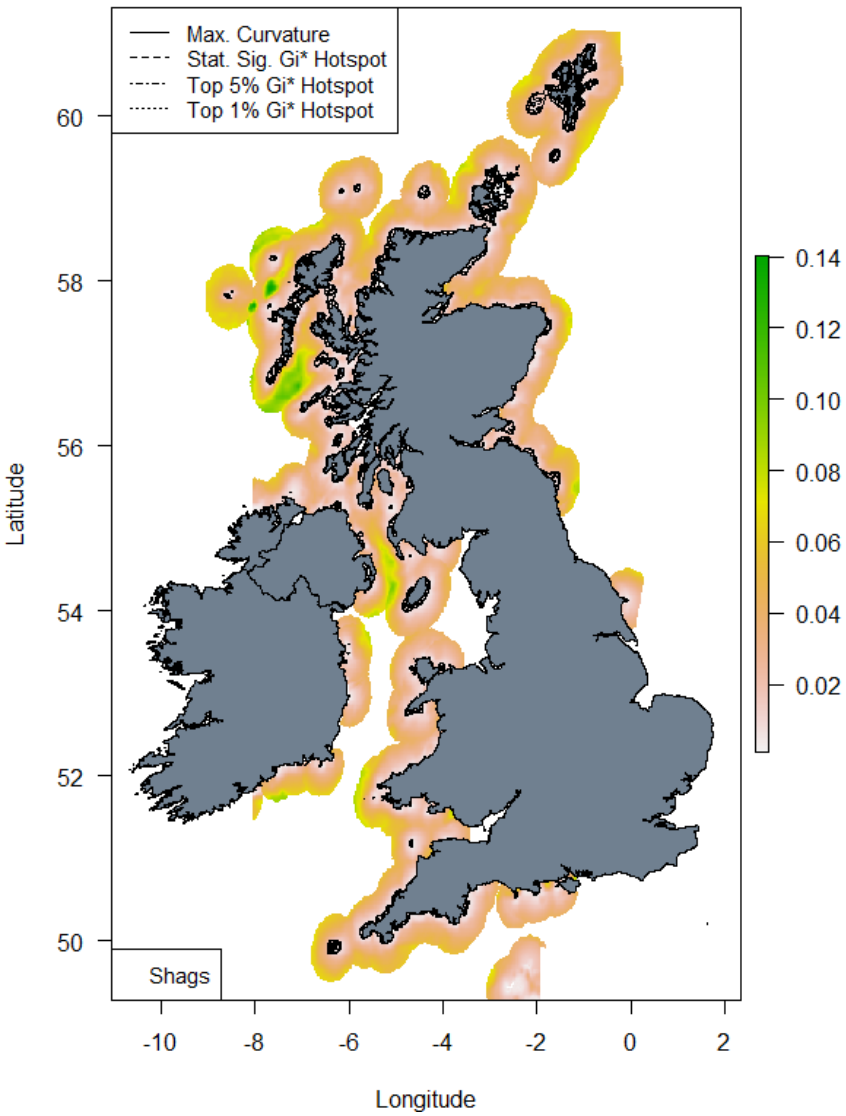 Max. Curvature
Stat. Sig. Gi* Hotspot
Top 5% Gi* Hotspot
Top 1% Gi* Hotspot
60
58
56
54
52
50
Latitude
0.14
0.12
0.10
0.08
0.06
0.04
0.02
Shags
-10 -8 -6 -4 -2 0 2
Longitude